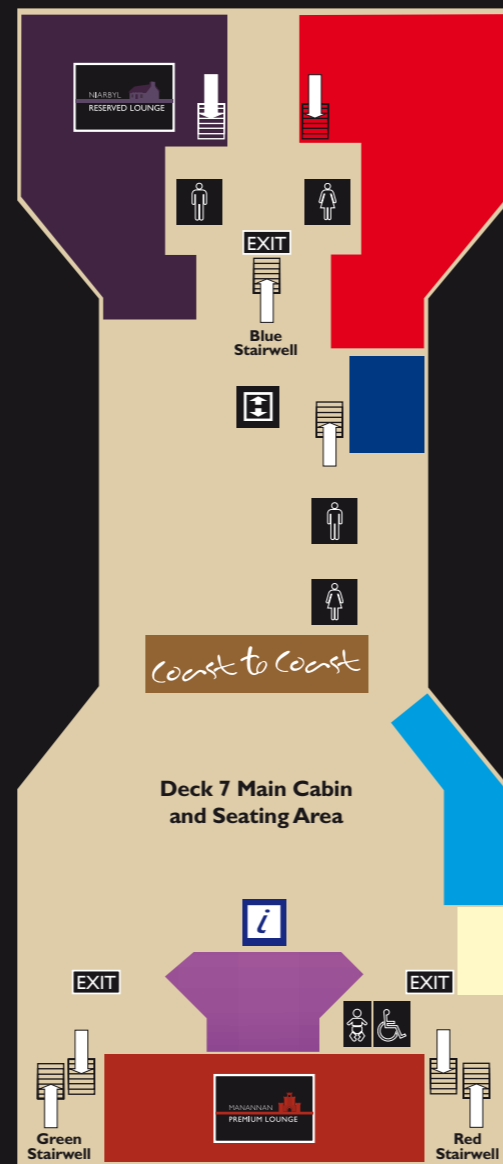 NIARBYL
RESERVED LOUNGE
EXIT
Blue
Stairwell
Coast to Coast
Deck 7 Main Cabin
and Seating Area
i
EXIT
EXIT
MANANNAN
PREMIUM LOUNGE
Green
Stairwell
Red
Stairwell